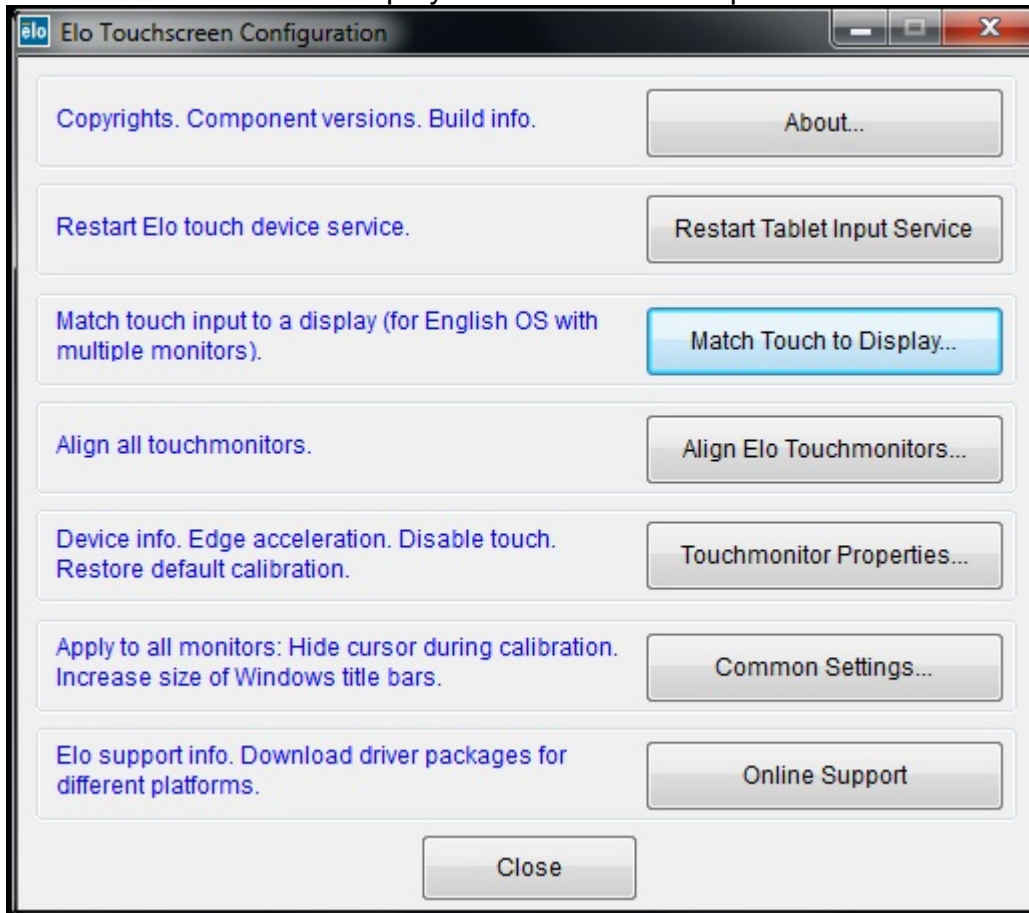 elo Elo Touchscreen Configuration
Copyrights. Component versions. Build info.
About...
Restart Elo touch device service.
Restart Tablet Input Service
Match touch input to a display (for English OS with
multiple monitors).
Match Touch to Display...
Align all touchmonitors.
Align Elo Touchmonitors...
Device info. Edge acceleration. Disable touch.
Restore default calibration.
Touchmonitor Properties...
Apply to all monitors: Hide cursor during calibration.
Increase size of Windows title bars.
Common Settings...
Elo support info. Download driver packages for
different platforms.
Online Support
Close